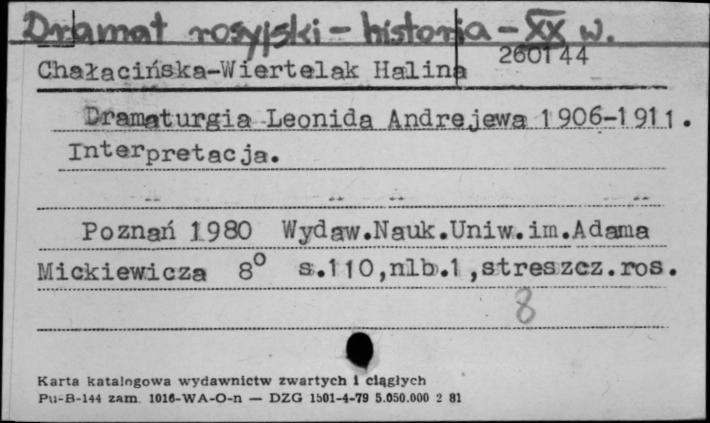 Dramat rosyjski - historia - XX w.
260144
Chałacińska-Wiertelak Halina
Dramaturgia Leonida Andrejewa 1906-1911.
Interpretacja.
Poznań 1980 Wydaw.Nauk.Uniw.im.Adama
Mickiewicza 8° s.110,nlb.1,streszcz.ros.
8
Karta katalogowa wydawnictw zwartych i ciągłych
Pu-B-144 zam. 1016-WA-O-n — DZG 1501-4-79 5.050.000 2 81